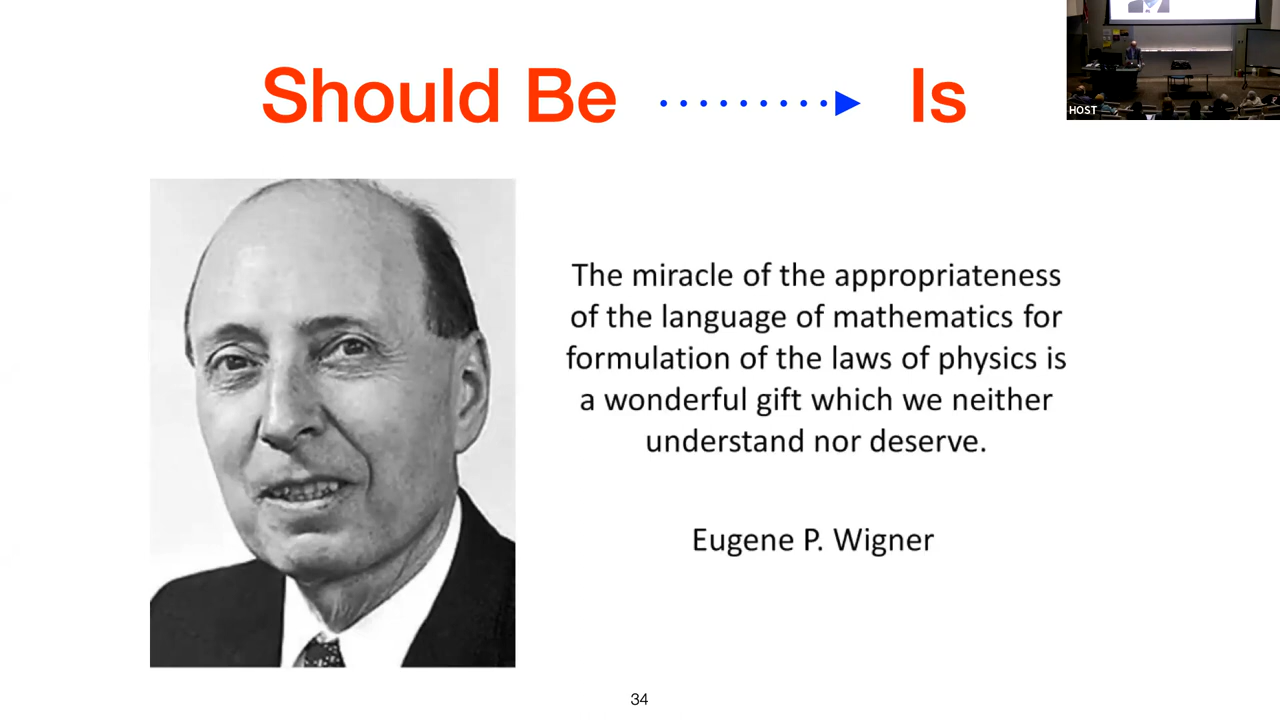 Should Be Is
HOST
The miracle of the appropriateness
of the language of mathematics for
formulation of the laws of physics is
a wonderful gift which we neither
understand nor deserve.
Eugene P. Wigner
34